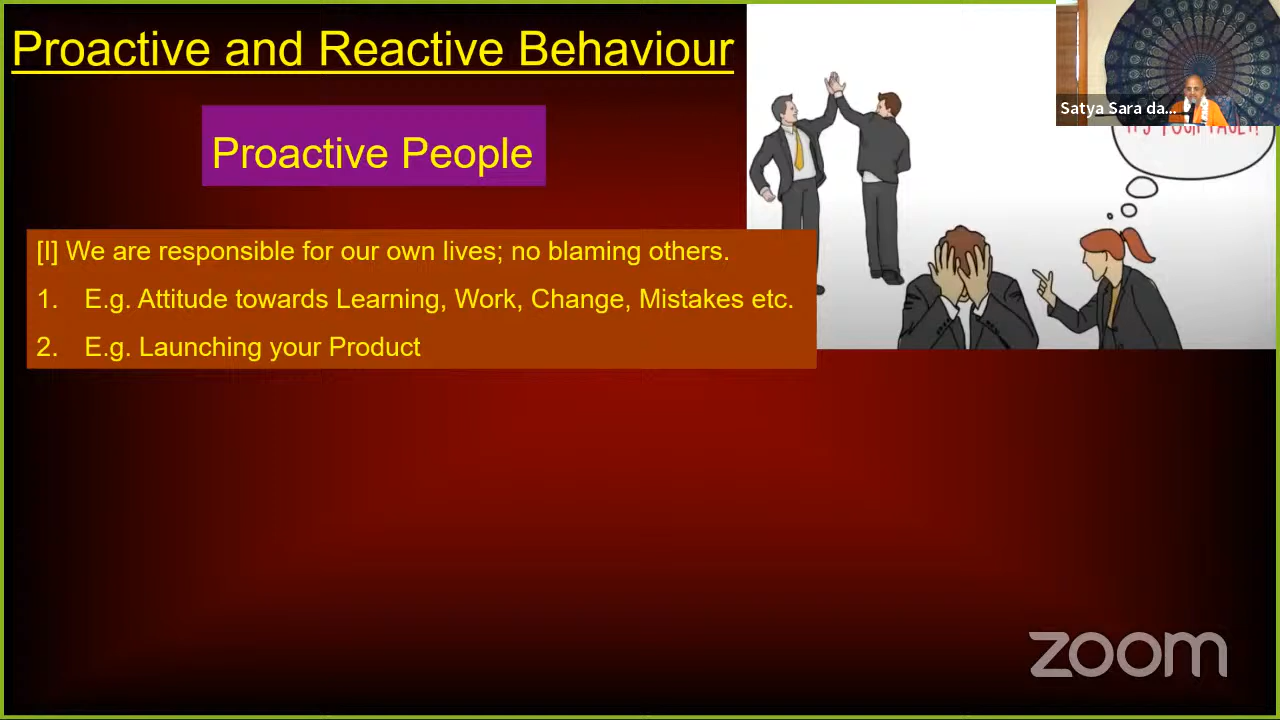 Proactive and Reactive Behaviour
Satya Sara da...
Proactive People
[I] We are responsible for our own lives; no blaming others.
1. E.g. Attitude towards Learning, Work, Change, Mistakes etc.
2. E.g. Launching your Product
zoom